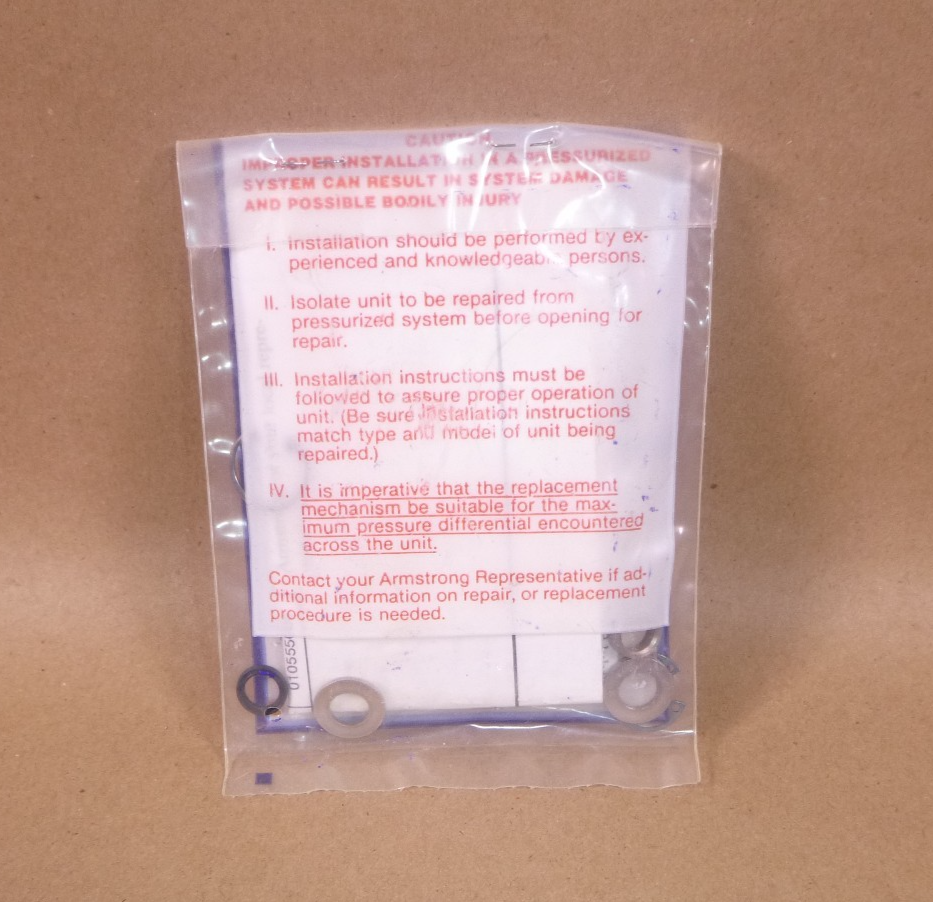 CAUTION
IMPROPER INSTALLATION IN A PRESSURIZED
SYSTEM CAN RESULT IN SYSTEM DAMAGE
AND POSSIBLE BODILY INJURY
I. Installation should be performed by ex-
perienced and knowledgeable persons.
II. Isolate unit to be repaired from
pressurized system before opening for
repair.
III. Installation instructions must be
followed to assure proper operation of
unit. (Be sure installation instructions
match type and model of unit being
repaired.)
IV. It is imperative that the replacement
mechanism be suitable for the max-
imum pressure differential encountered
across the unit.
Contact your Armstrong Representative if ad-
ditional information on repair, or replacement
procedure is needed.